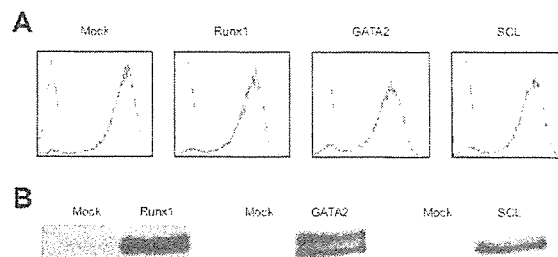 A
Mock Runx1 GATA2 SCL
B
Mock Runx1 Mock GATA2 Mock SCL